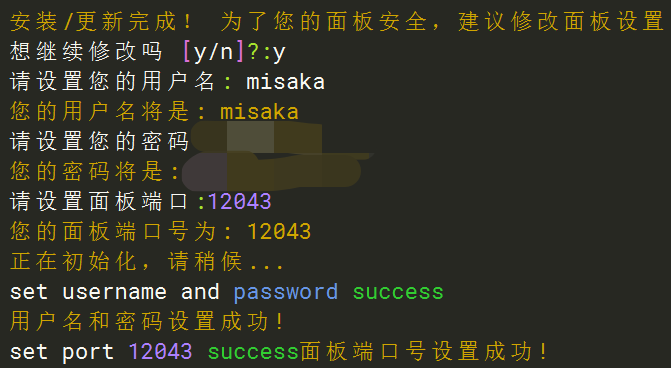 安装/更新完成! 为了您的面板安全，建议修改面板设置
想继续修改吗 [y/n]?:y
请设置您的用户名: misaka
您的用户名将是: misaka
请设置您的密码
您的密码将是:
请设置面板端口:12043
您的面板端口号为: 12043
正在初始化，请稍候...
set username and password success
用户名和密码设置成功!
set port 12043 success面板端口号设置成功!